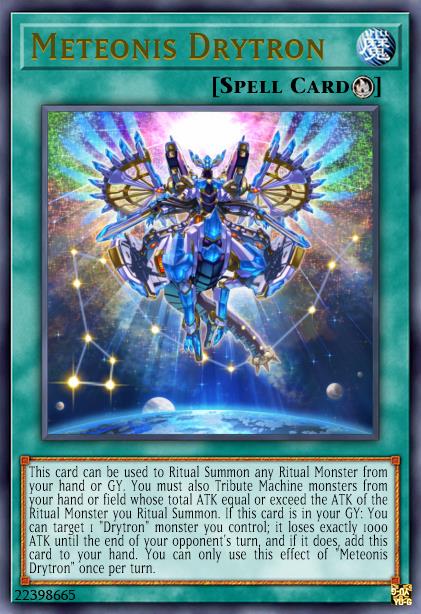 Meteonis Drytron
[Spell Card]
This card can be used to Ritual Summon any Ritual Monster from
your hand or GY. You must also Tribute Machine monsters from
your hand or field whose total ATK equal or exceed the ATK of the
Ritual Monster you Ritual Summon. If this card is in your GY: You
can target 1 "Drytron" monster you control; it loses exactly 1000
ATK until the end of your opponent's turn, and if it does, add this
card to your hand. You can only use this effect of "Meteonis
Drytron" once per turn.
22398665